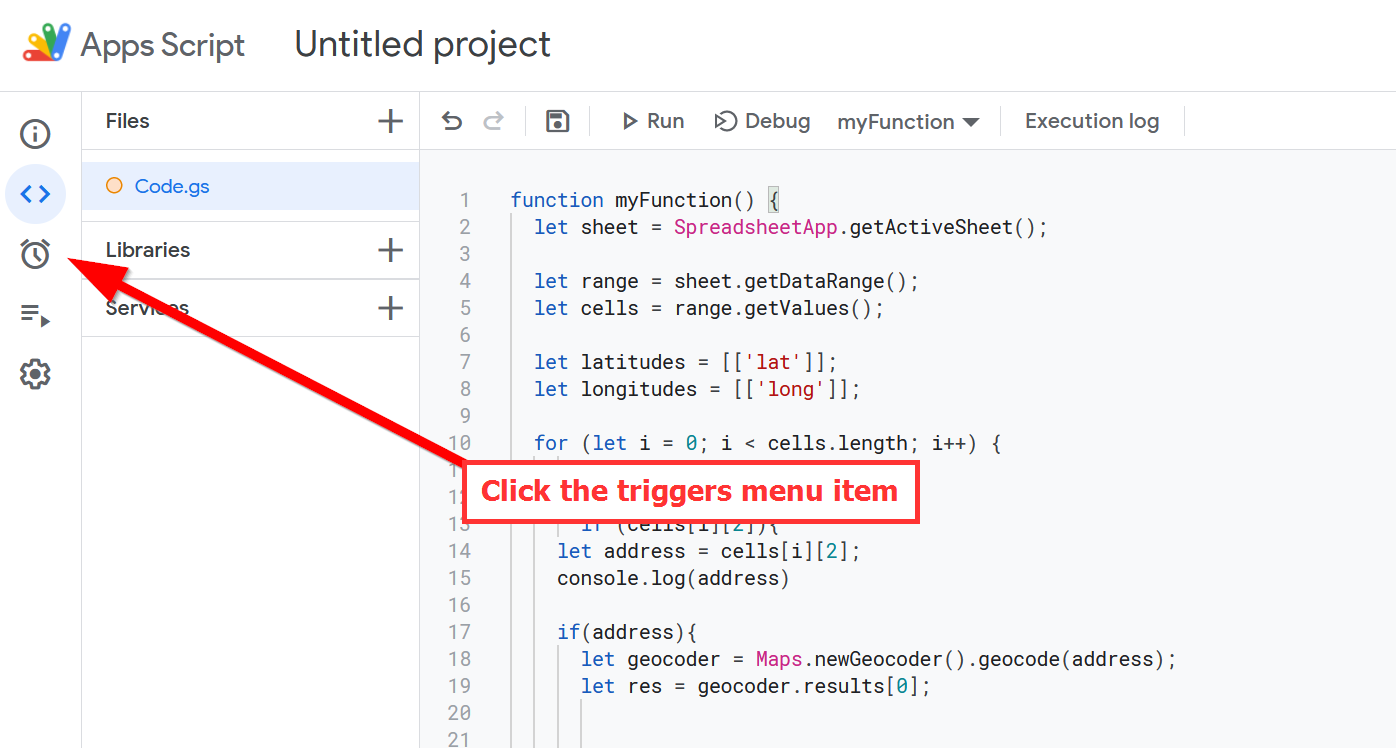 Apps Script Untitled project
Files
Code.gs
Libraries
Services
Run Debug myFunction Execution log
1 function myFunction() {
2 let sheet = SpreadsheetApp.getActiveSheet();
3
4 let range = sheet.getDataRange();
5 let cells = range.getValues();
6
7 let latitudes = [['lat']];
8 let longitudes = [['long']];
9
10 for (let i = 0; i < cells.length; i++) {
Click the triggers menu item
13 if (cells[i][2]){
14 let address = cells[i][2];
15 console.log(address)
16
17 if(address){
18 let geocoder = Maps.newGeocoder().geocode(address);
19 let res = geocoder.results[0];
20
21